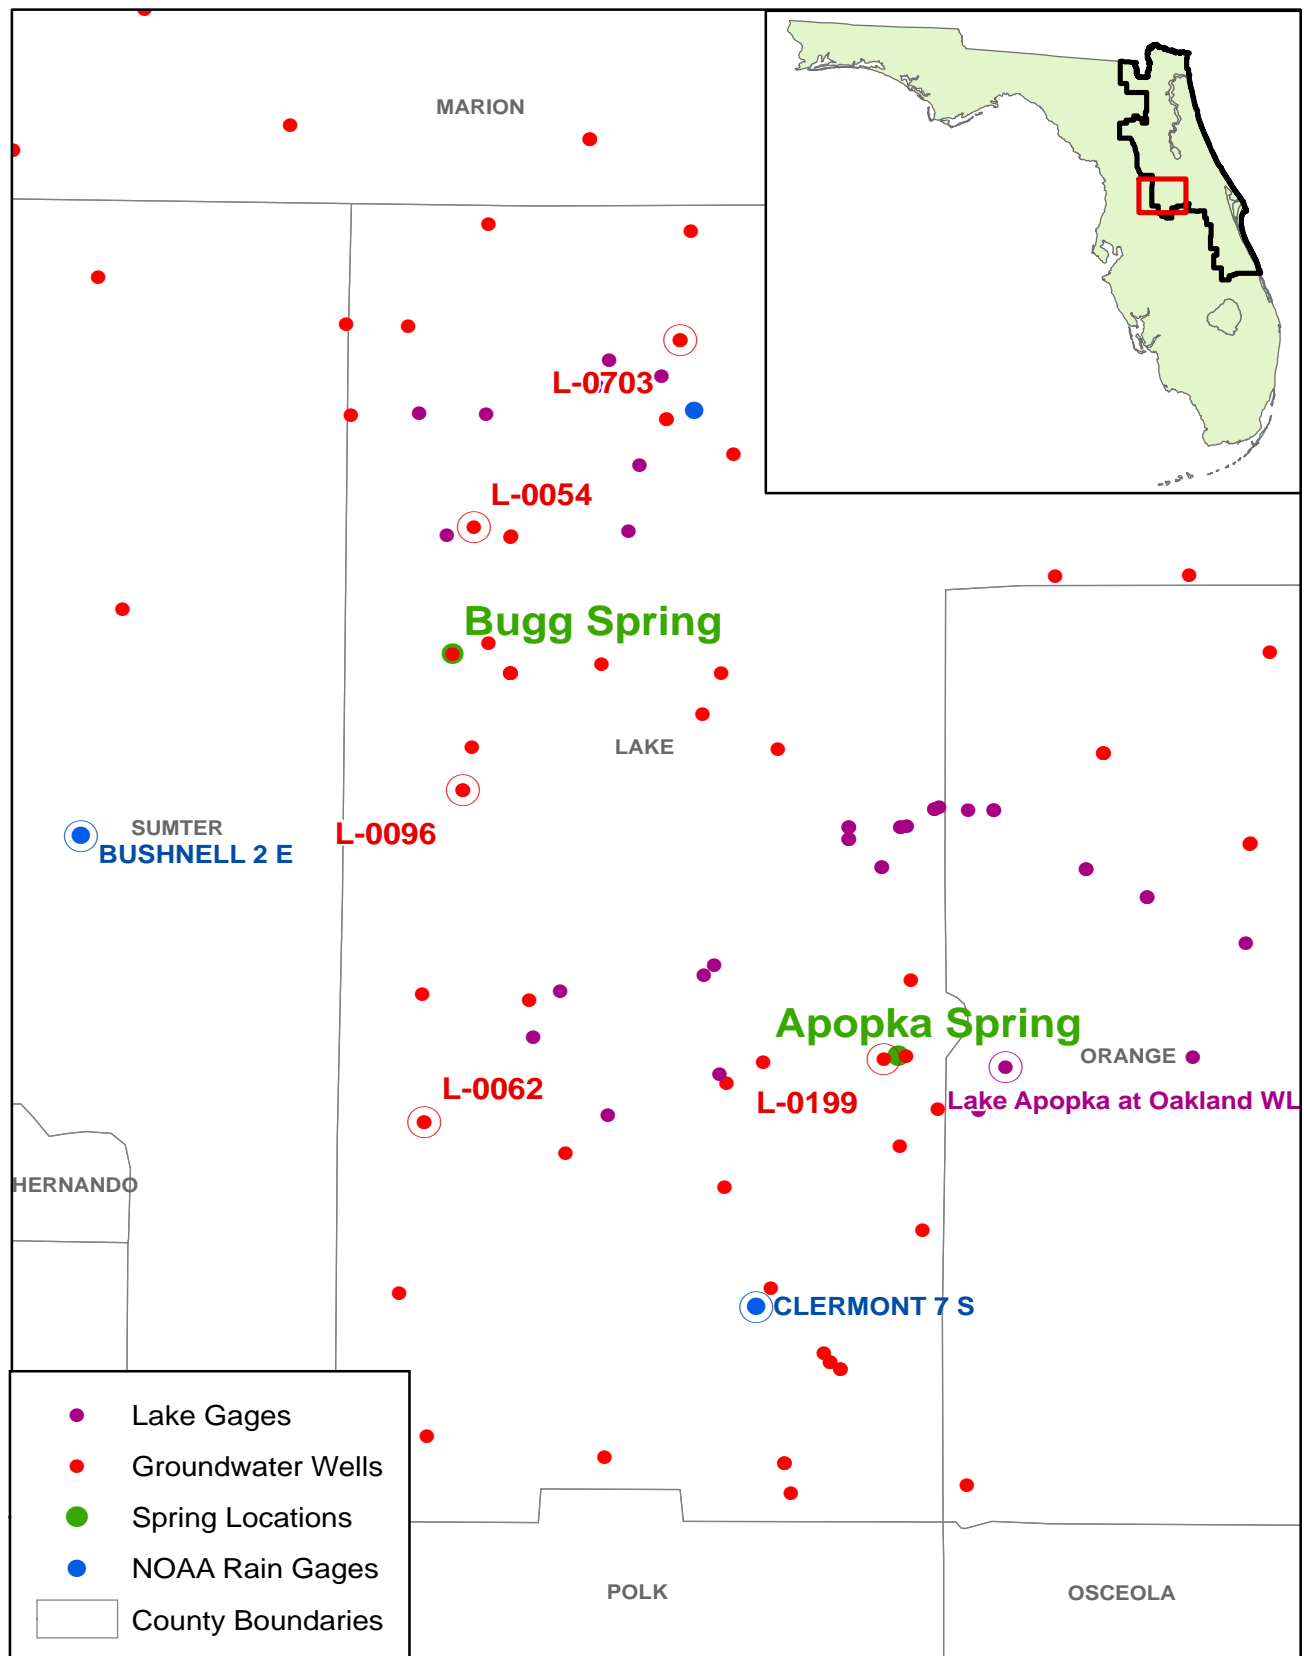 MARION
L-0703
L-0054
Bugg Spring
LAKE
SUMTER
L-0096
BUSHNELL 2 E
Apopka Spring
ORANGE
L-0062
L-0199
Lake Apopka at Oakland WL
HERNANDO
CLERMONT 7 S
Lake Gages
Groundwater Wells
Spring Locations
NOAA Rain Gages
County Boundaries
POLK
OSCEOLA